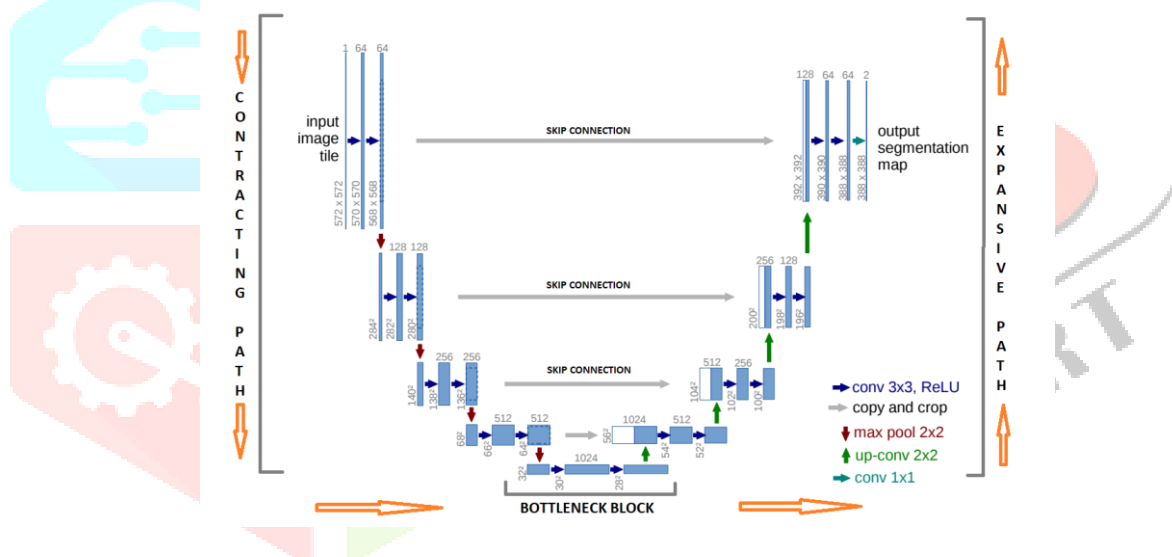 CONTRACTING PATH
1 64 64
input
image
tile
572 x 572
570 x 570
568 x 568
SKIP CONNECTION
128 64 64 2
output
segmentation
map
392 x 392
390 x 390
388 x 388
388 x 388
EXPANSIVE PATH
128 128
284²
282²
280²
SKIP CONNECTION
256 128
200²
198²
196²
256 256
140²
138²
136²
SKIP CONNECTION
512 256
104²
102²
100²
512 512
68²
66²
64²
1024 512
56²
54²
52²
1024
32²
30²
28²
BOTTLENECK BLOCK
conv 3x3, ReLU
copy and crop
max pool 2x2
up-conv 2x2
conv 1x1